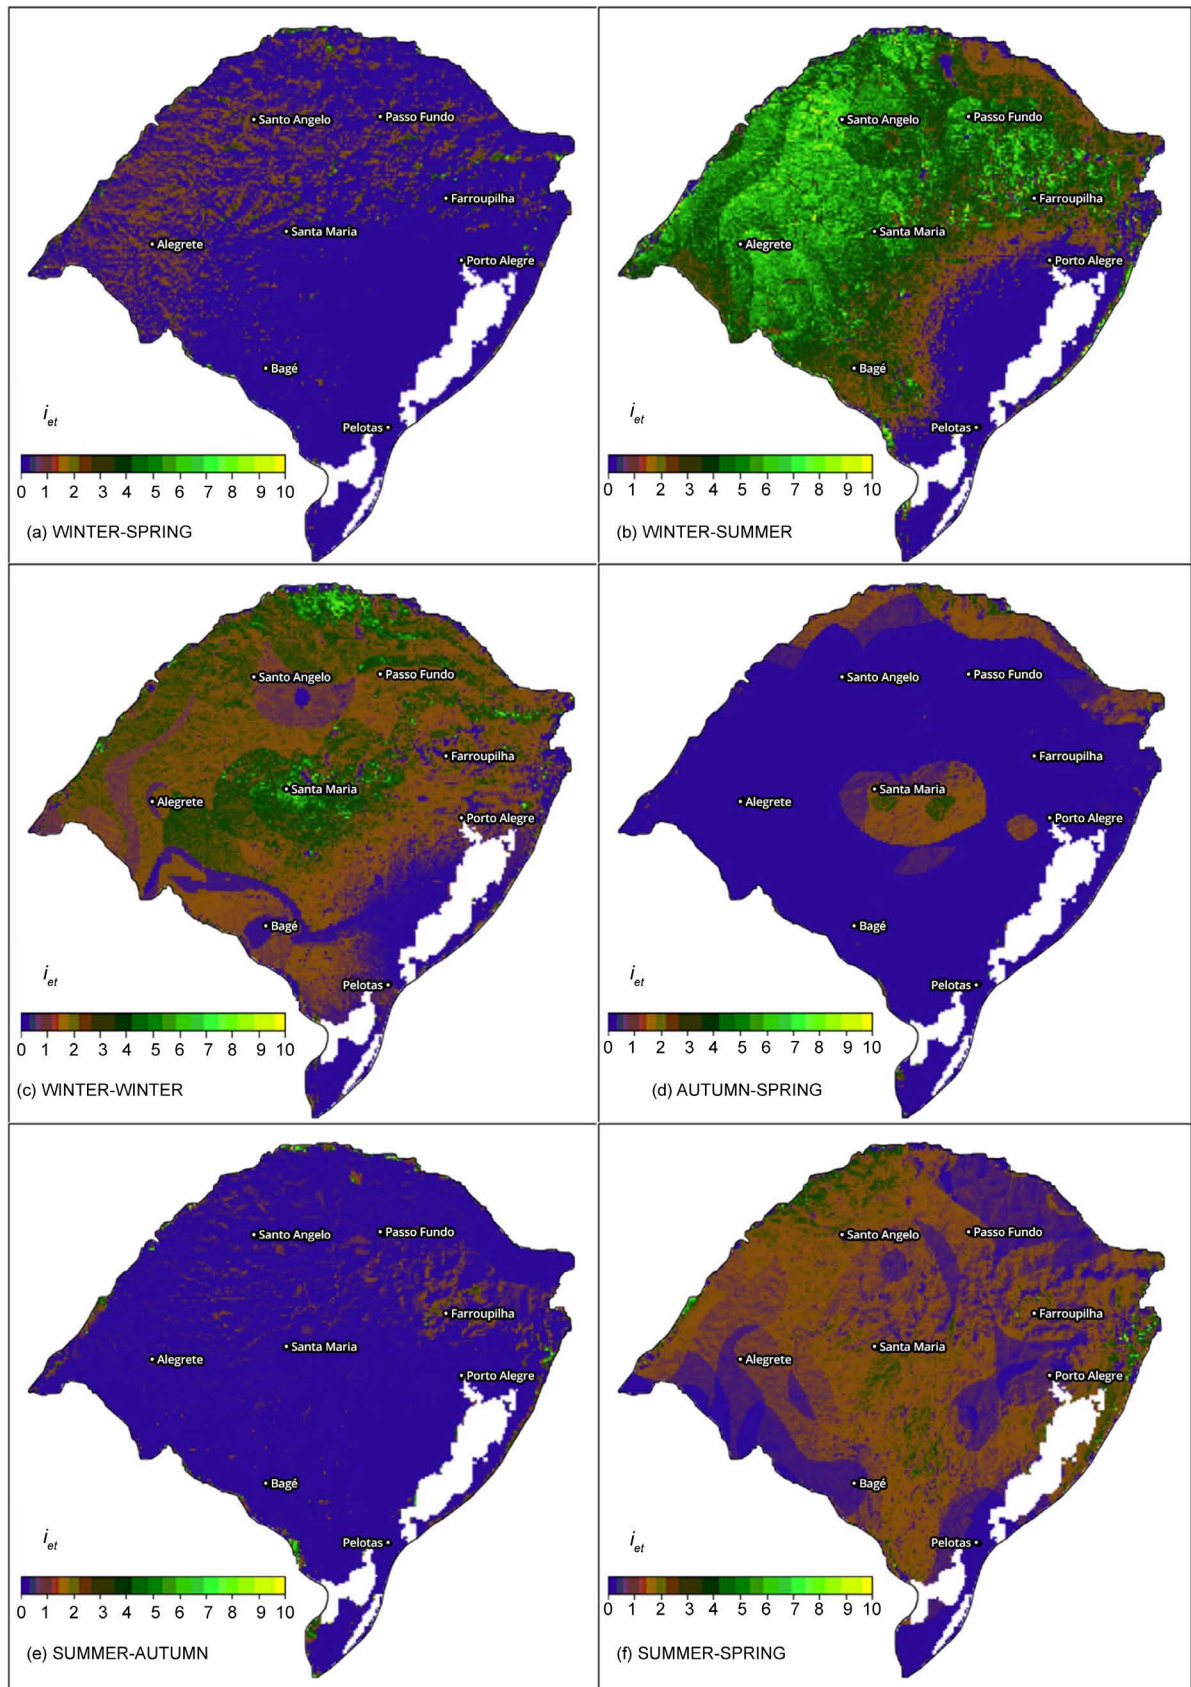 Santo Angelo
Passo Fundo
Farroupilha
Santa Maria
Alegrete
Porto Alegre
Bagé
Pelotas
i_et
0 1 2 3 4 5 6 7 8 9 10
(a) WINTER-SPRING
Santo Angelo
Passo Fundo
Farroupilha
Santa Maria
Alegrete
Porto Alegre
Bagé
Pelotas
i_et
0 1 2 3 4 5 6 7 8 9 10
(b) WINTER-SUMMER
Santo Angelo
Passo Fundo
Farroupilha
Santa Maria
Alegrete
Porto Alegre
Bagé
Pelotas
i_et
0 1 2 3 4 5 6 7 8 9 10
(c) WINTER-WINTER
Santo Angelo
Passo Fundo
Farroupilha
Santa Maria
Alegrete
Porto Alegre
Bagé
Pelotas
i_et
0 1 2 3 4 5 6 7 8 9 10
(d) AUTUMN-SPRING
Santo Angelo
Passo Fundo
Farroupilha
Santa Maria
Alegrete
Porto Alegre
Bagé
Pelotas
i_et
0 1 2 3 4 5 6 7 8 9 10
(e) SUMMER-AUTUMN
Santo Angelo
Passo Fundo
Farroupilha
Santa Maria
Alegrete
Porto Alegre
Bagé
Pelotas
i_et
0 1 2 3 4 5 6 7 8 9 10
(f) SUMMER-SPRING